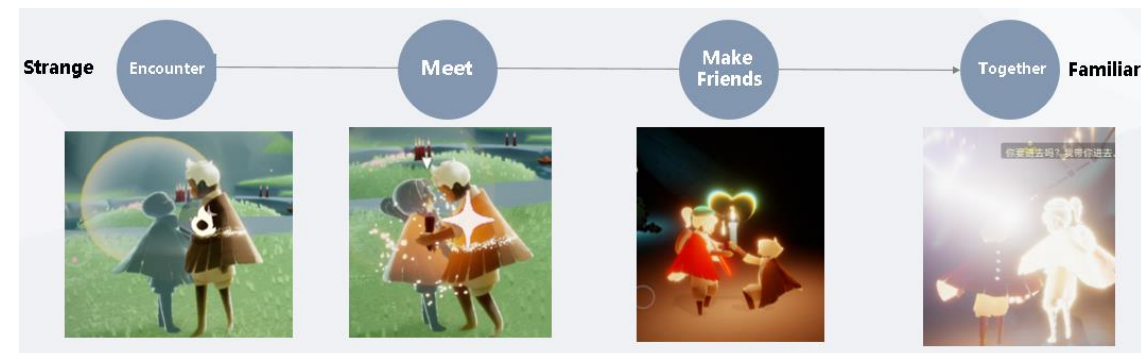 Strange
Encounter
Meet
Make
Friends
Together
Familiar
你要进去吗？我带你进去.